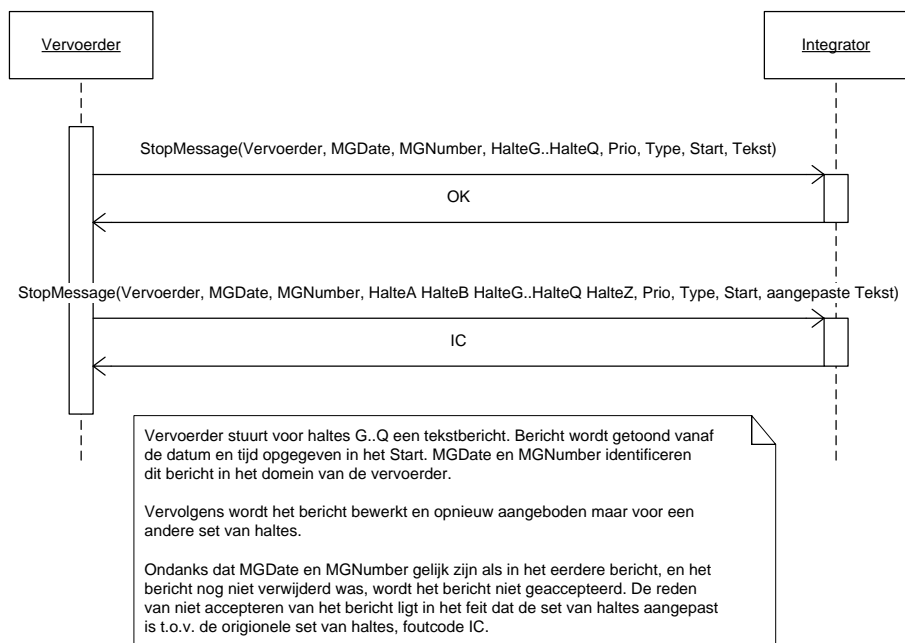 Vervoerder
Integrator
StopMessage(Vervoerder, MGDate, MGNumber, HalteG..HalteQ, Prio, Type, Start, Tekst)
OK
StopMessage(Vervoerder, MGDate, MGNumber, HalteA HalteB HalteG..HalteQ HalteZ, Prio, Type, Start, aangepaste Tekst)
IC
Vervoerder stuurt voor haltes G..Q een tekstbericht. Bericht wordt getoond vanaf
de datum en tijd opgegeven in het Start. MGDate en MGNumber identificeren
dit bericht in het domein van de vervoerder.
Vervolgens wordt het bericht bewerkt en opnieuw aangeboden maar voor een
andere set van haltes.
Ondanks dat MGDate en MGNumber gelijk zijn als in het eerdere bericht, en het
bericht nog niet verwijderd was, wordt het bericht niet geaccepteerd. De reden
van niet accepteren van het bericht ligt in het feit dat de set van haltes aangepast
is t.o.v. de origionele set van haltes, foutcode IC.